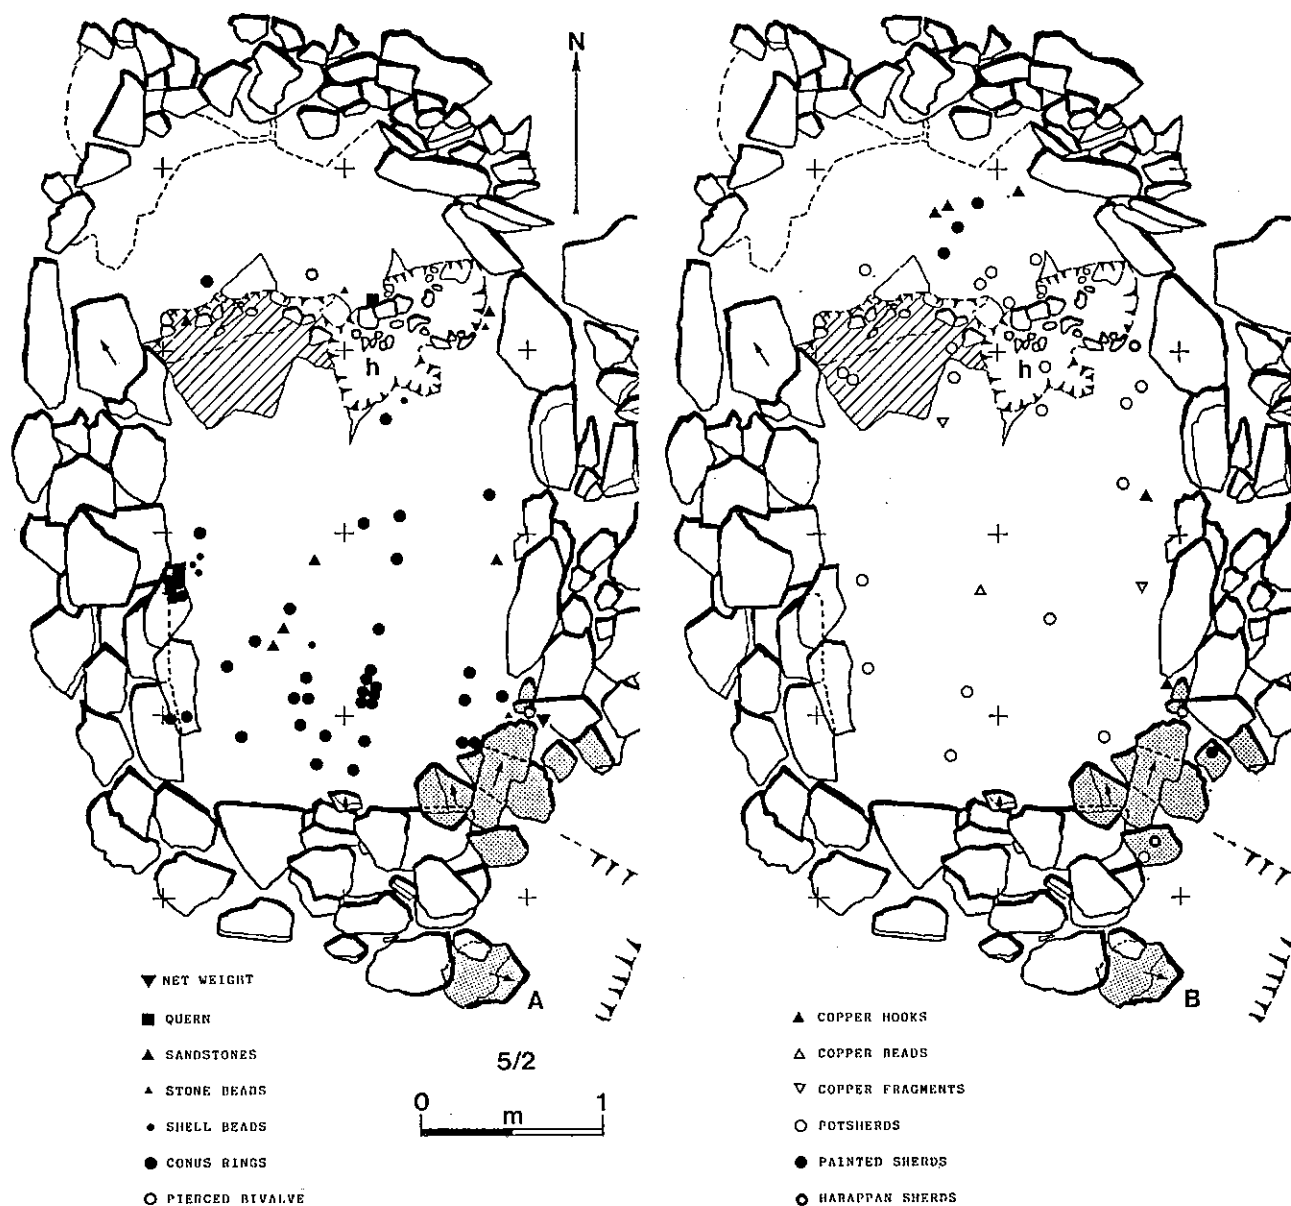 N
h
h
A
B
▼ NET WEIGHT
■ QUERN
▲ SANDSTONES
▲ STONE BEADS
• SHELL BEADS
● CONUS RINGS
○ PIERCED BIVALVE
5/2
0 m 1
▲ COPPER HOOKS
△ COPPER BEADS
▽ COPPER FRAGMENTS
○ POTSHERDS
● PAINTED SHERDS
○ HARAPPAN SHERDS